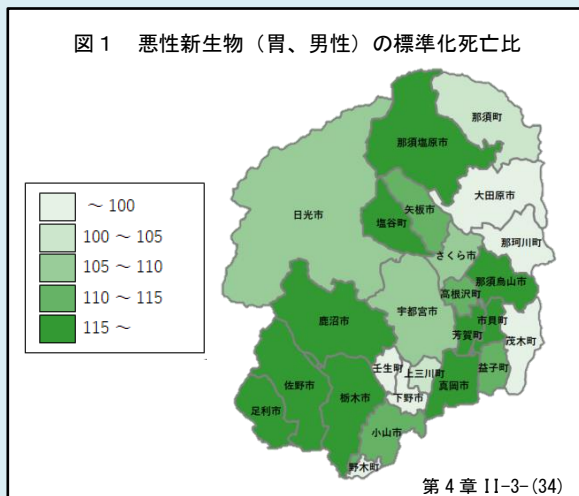 図１　悪性新生物（胃、男性）の標準化死亡比
～ 100
100 ～ 105
105 ～ 110
110 ～ 115
115 ～
那須町
那須塩原市
大田原市
矢板市
日光市
塩谷町
那珂川町
さくら市
那須烏山市
高根沢町
宇都宮市
市貝町
鹿沼市
芳賀町
茂木町
壬生町
上三川町
益子町
佐野市
真岡市
下野市
栃木市
足利市
小山市
野木町
第４章 II-3-(34)